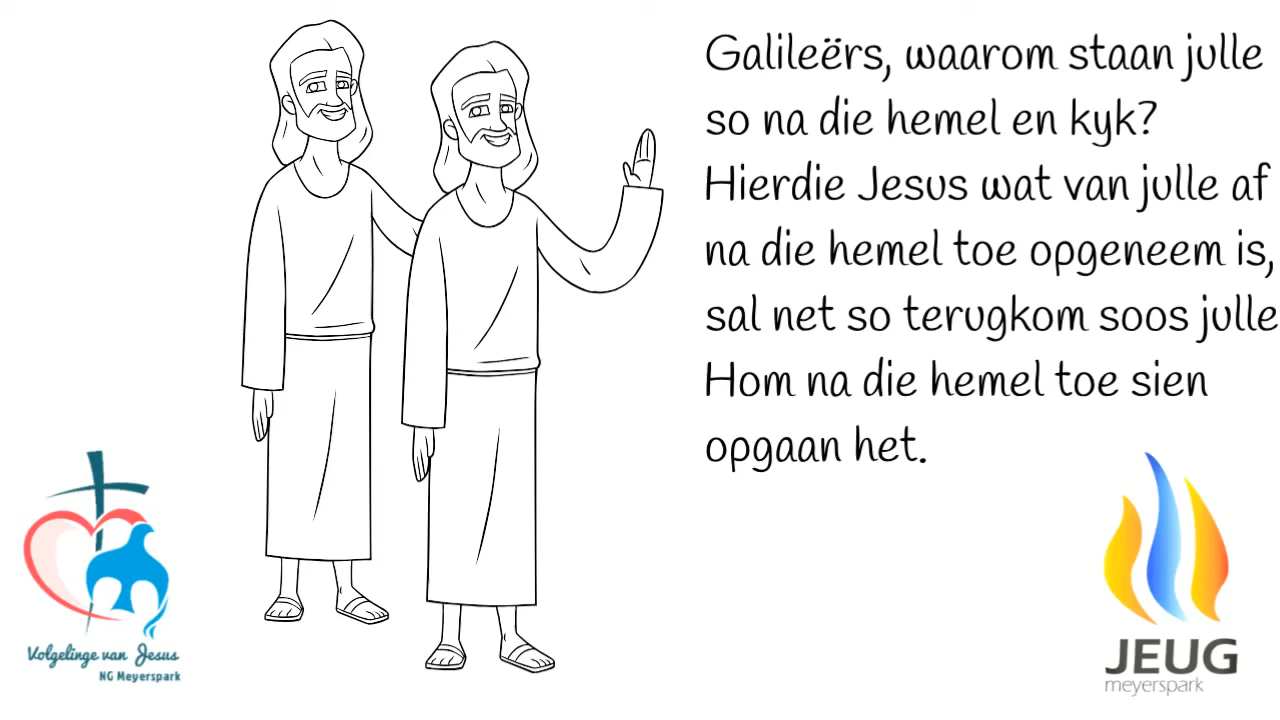 Galileërs, waarom staan julle
so na die hemel en kyk?
Hierdie Jesus wat van julle af
na die hemel toe opgeneem is,
sal net so terugkom soos julle
Hom na die hemel toe sien
opgaan het.
Volgelinge van Jesus
NG Meyerspark
JEUG
meyerspark